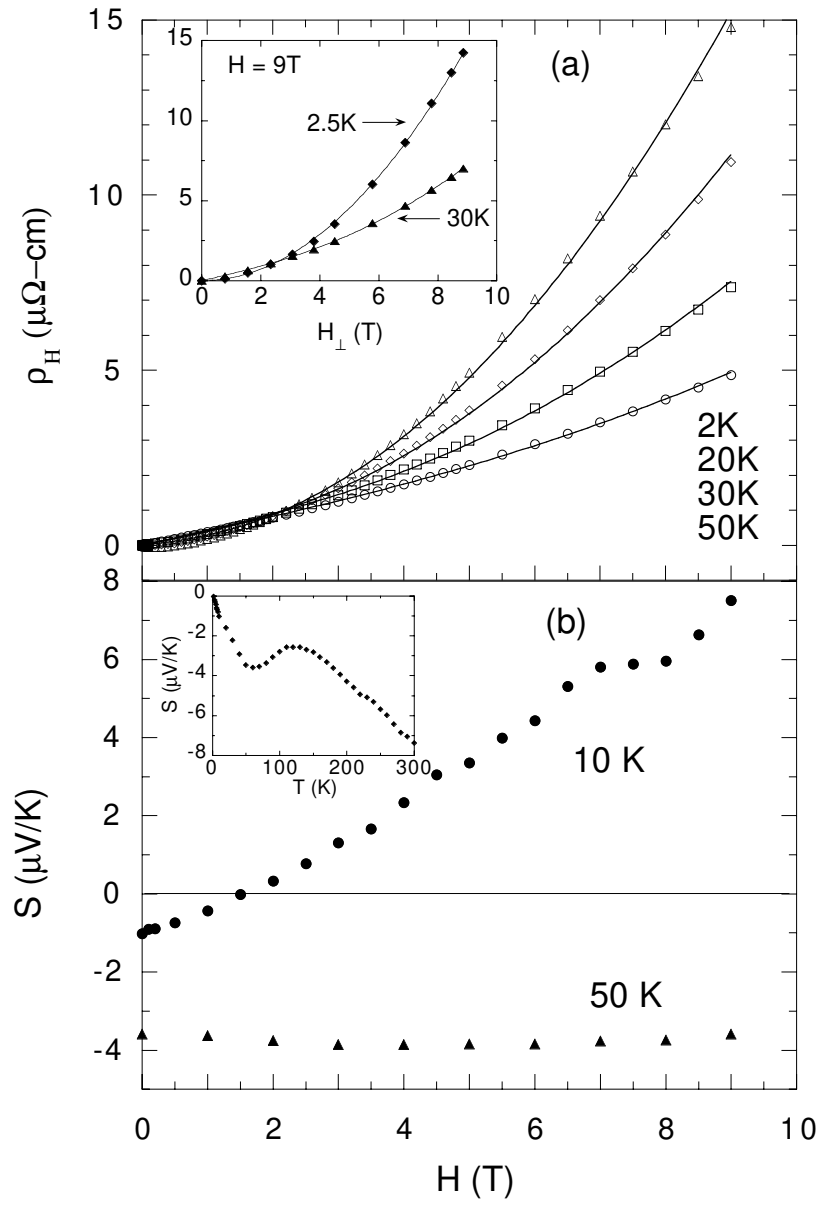 15
10
5
0
ρH (μΩ−cm)
(a)
15
10
5
0
H = 9T
2.5K
30K
0 2 4 6 8 10
H⊥ (T)
2K
20K
30K
50K
8
6
4
2
0
-2
-4
S (μV/K)
(b)
0
-2
-4
-6
-8
S (μV/K)
0 100 200 300
T (K)
10 K
50 K
0 2 4 6 8 10
H (T)